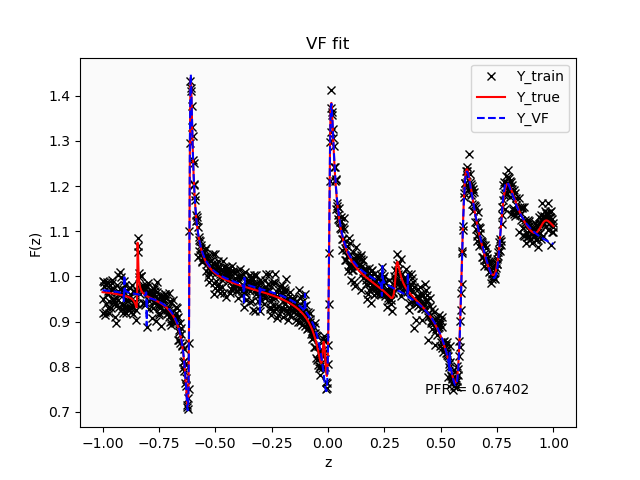 VF fit
Y_train
Y_true
Y_VF
F(z)
1.4
1.3
1.2
1.1
1.0
0.9
0.8
0.7
PFR = 0.67402
−1.00 −0.75 −0.50 −0.25 0.00 0.25 0.50 0.75 1.00
z